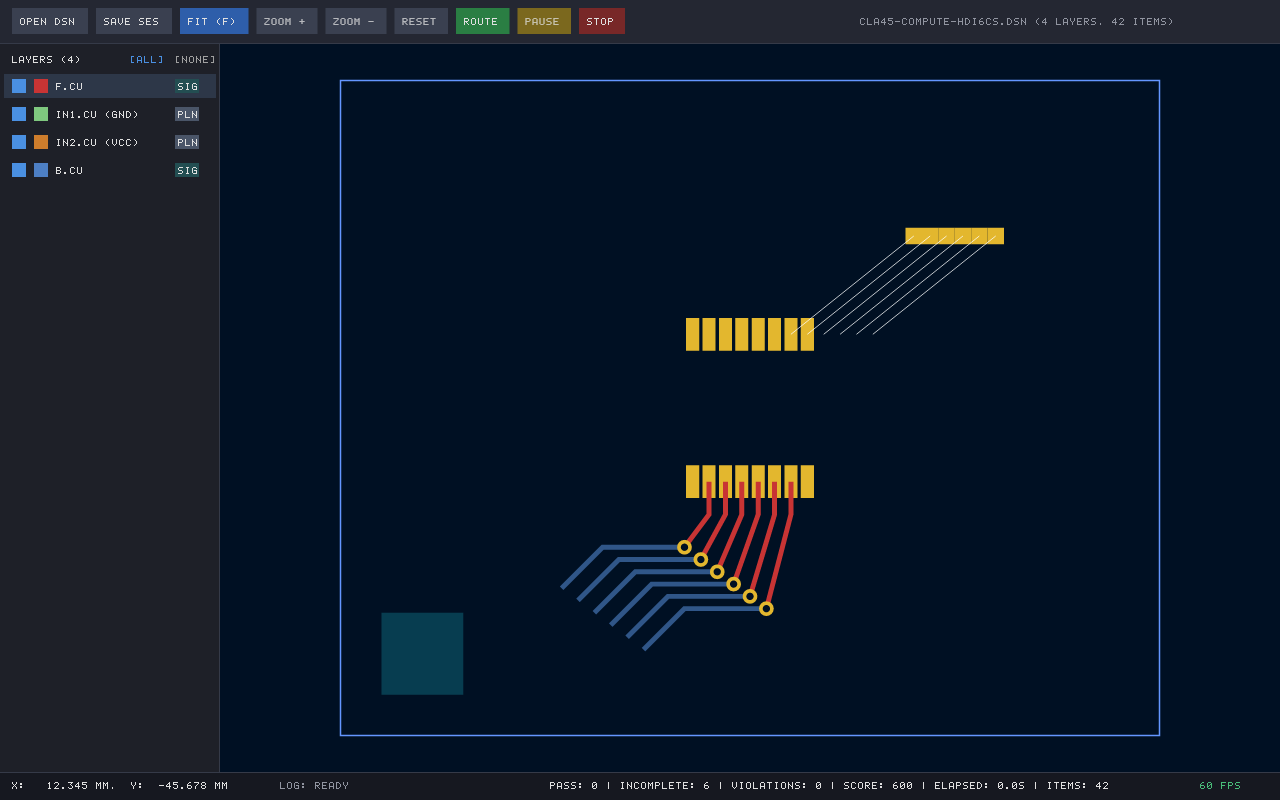 OPEN DSN SAVE SES FIT (F) ZOOM + ZOOM - RESET ROUTE PAUSE STOP CLA45-COMPUTE-HDI6CS.DSN (4 LAYERS, 42 ITEMS)
LAYERS (4) [ALL] [NONE]
F.CU SIG
IN1.CU (GND) PLN
IN2.CU (VCC) PLN
B.CU SIG
X: 12.345 MM. Y: -45.678 MM LOG: READY PASS: 0 | INCOMPLETE: 6 | VIOLATIONS: 0 | SCORE: 600 | ELAPSED: 0.0S | ITEMS: 42 60 FPS